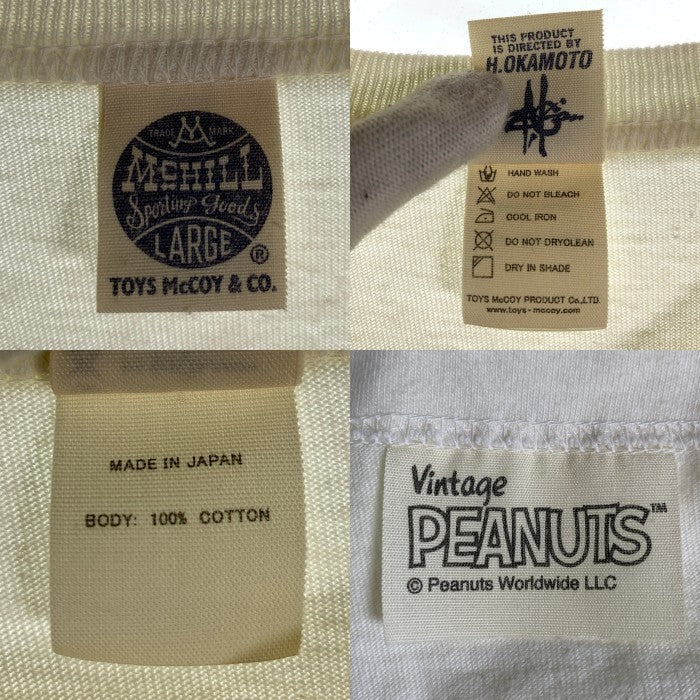 TRADE MARK
McHILL
Sporting Goods
LARGE
®
TOYS McCOY & CO.
THIS PRODUCT
IS DIRECTED BY
H.OKAMOTO
HAND WASH
DO NOT BLEACH
COOL IRON
DO NOT DRYCLEAN
DRY IN SHADE
TOYS McCOY PRODUCT Co.,LTD.
www.toys-mccoy.com
MADE IN JAPAN
BODY: 100% COTTON
Vintage
PEANUTS™
© Peanuts Worldwide LLC